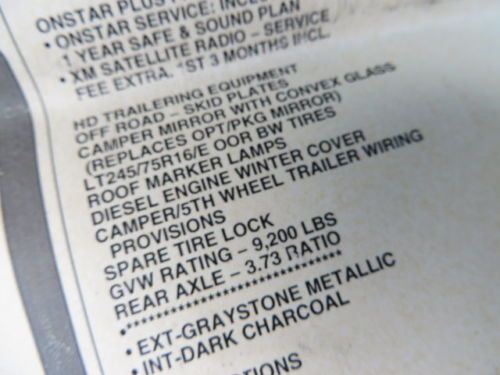 ONSTAR PLUS
• ONSTAR SERVICE:
1 YEAR SAFE & SOUND PLAN
• XM SATELLITE RADIO – SERVICE
FEE EXTRA. 1ST 3 MONTHS INCL.
HD TRAILERING EQUIPMENT
OFF ROAD – SKID PLATES
CAMPER MIRROR WITH CONVEX GLASS
(REPLACES OPT/PKG MIRROR)
LT245/75R16/E OOR BW TIRES
ROOF MARKER LAMPS
DIESEL ENGINE WINTER COVER
CAMPER/5TH WHEEL TRAILER WIRING
PROVISIONS
SPARE TIRE LOCK
GVW RATING – 9,200 LBS
REAR AXLE – 3.73 RATIO
• EXT-GRAYSTONE METALLIC
• INT-DARK CHARCOAL